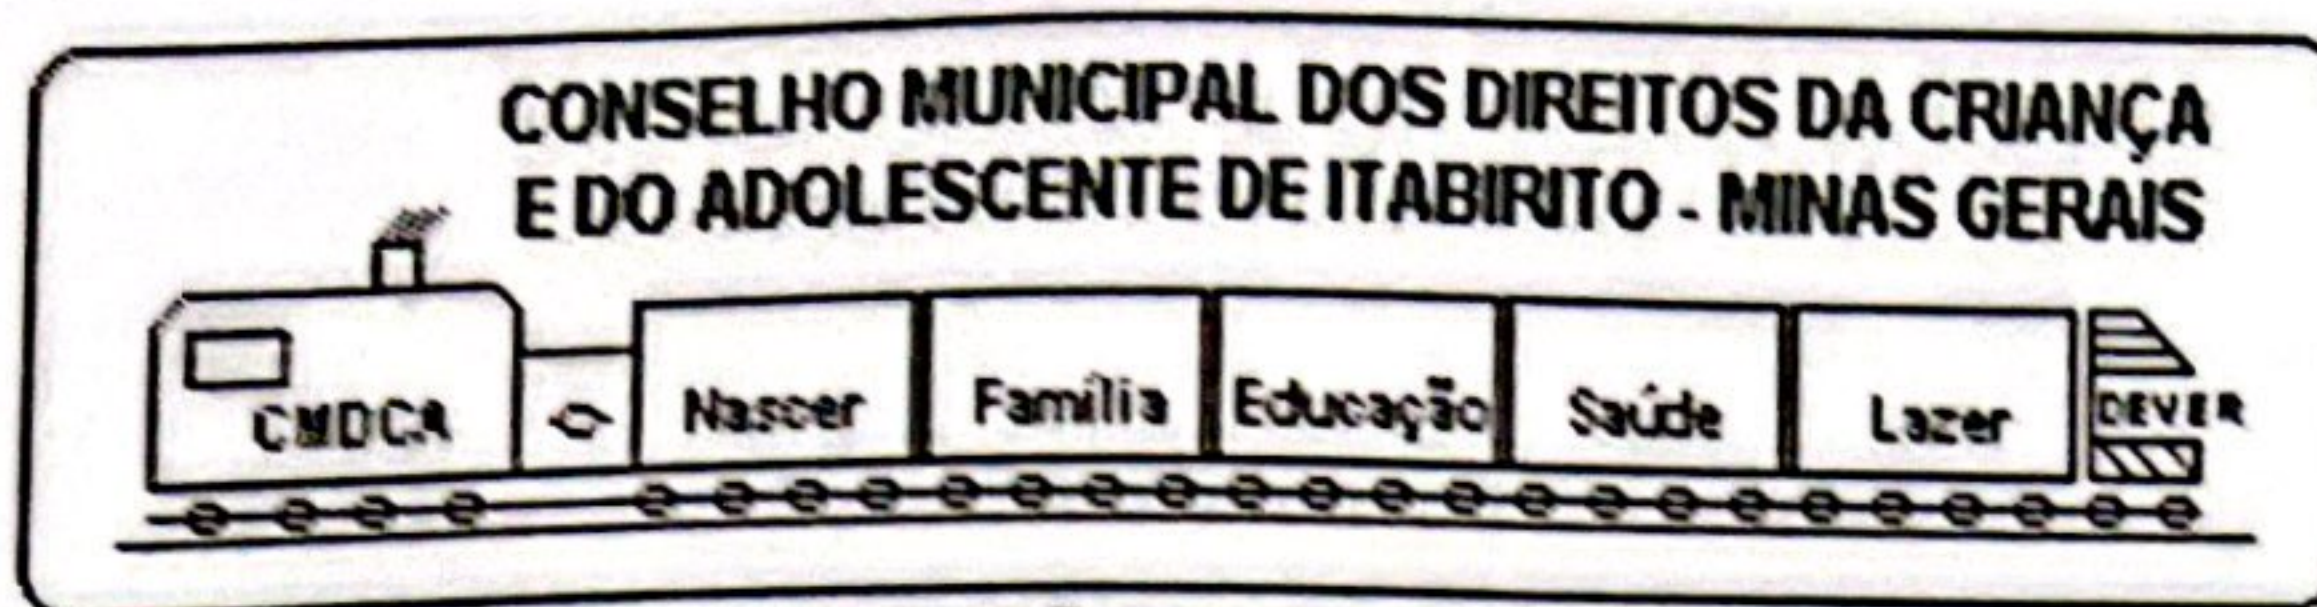 CONSELHO MUNICIPAL DOS DIREITOS DA CRIANÇA
E DO ADOLESCENTE DE ITABIRITO - MINAS GERAIS
CMDCA
Nascer
Família
Educação
Saúde
Lazer
DEVER